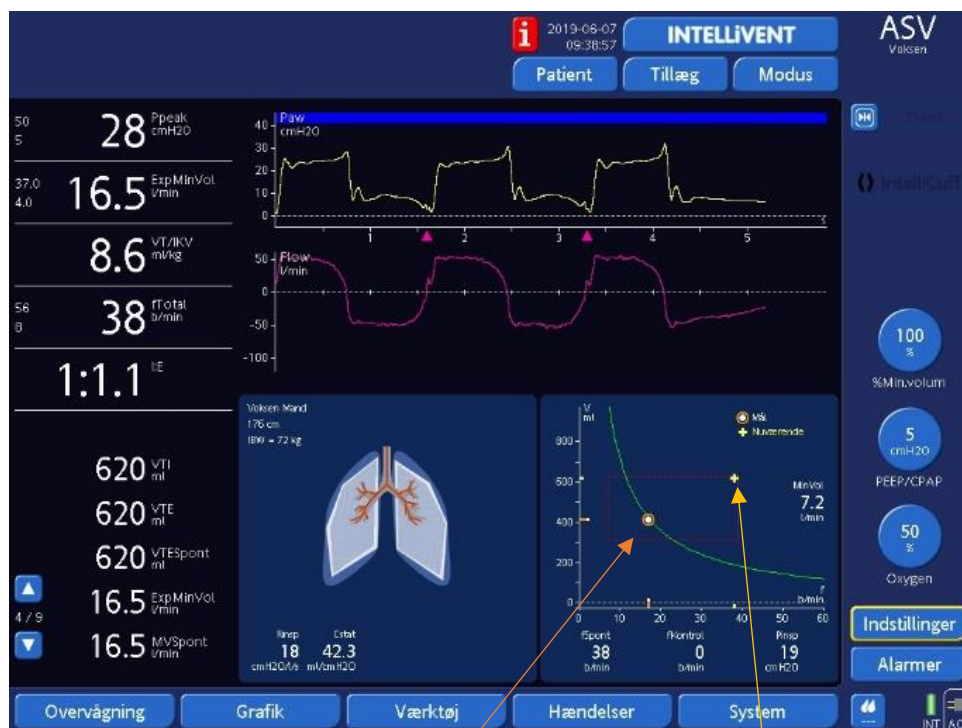 i
2019-06-07
09:38:57
INTELLiVENT
ASV
Voksen
Patient
Tillæg
Modus
50
5
28
Ppeak
cmH2O
37.0
4.0
16.5
ExpMinVol
l/min
8.6
VT/IKV
ml/kg
56
8
38
fTotal
b/min
1:1.1
I:E
620
VTI
ml
620
VTE
ml
620
VTESpont
ml
4 / 9
16.5
ExpMinVol
l/min
16.5
MVSpont
l/min
Paw
cmH2O
40
30
20
10
0
1
2
3
4
5
s
Flow
l/min
50
0
-50
-100
Voksen Mand
176 cm
IBW = 72 kg
Rinsp
18
cmH2O/l/s
Cstat
42.3
ml/cmH2O
V
ml
800
600
400
200
0
Mål
Nuværende
MinVol
7.2
l/min
f
b/min
0
10
20
30
40
50
60
fSpont
38
b/min
fKontrol
0
b/min
Pinsp
19
cmH2O
IntelliCuff
100
%
%Min.volum
5
cmH2O
PEEP/CPAP
50
%
Oxygen
Indstillinger
Alarmer
Overvågning
Grafik
Værktøj
Hændelser
System
INT
AC